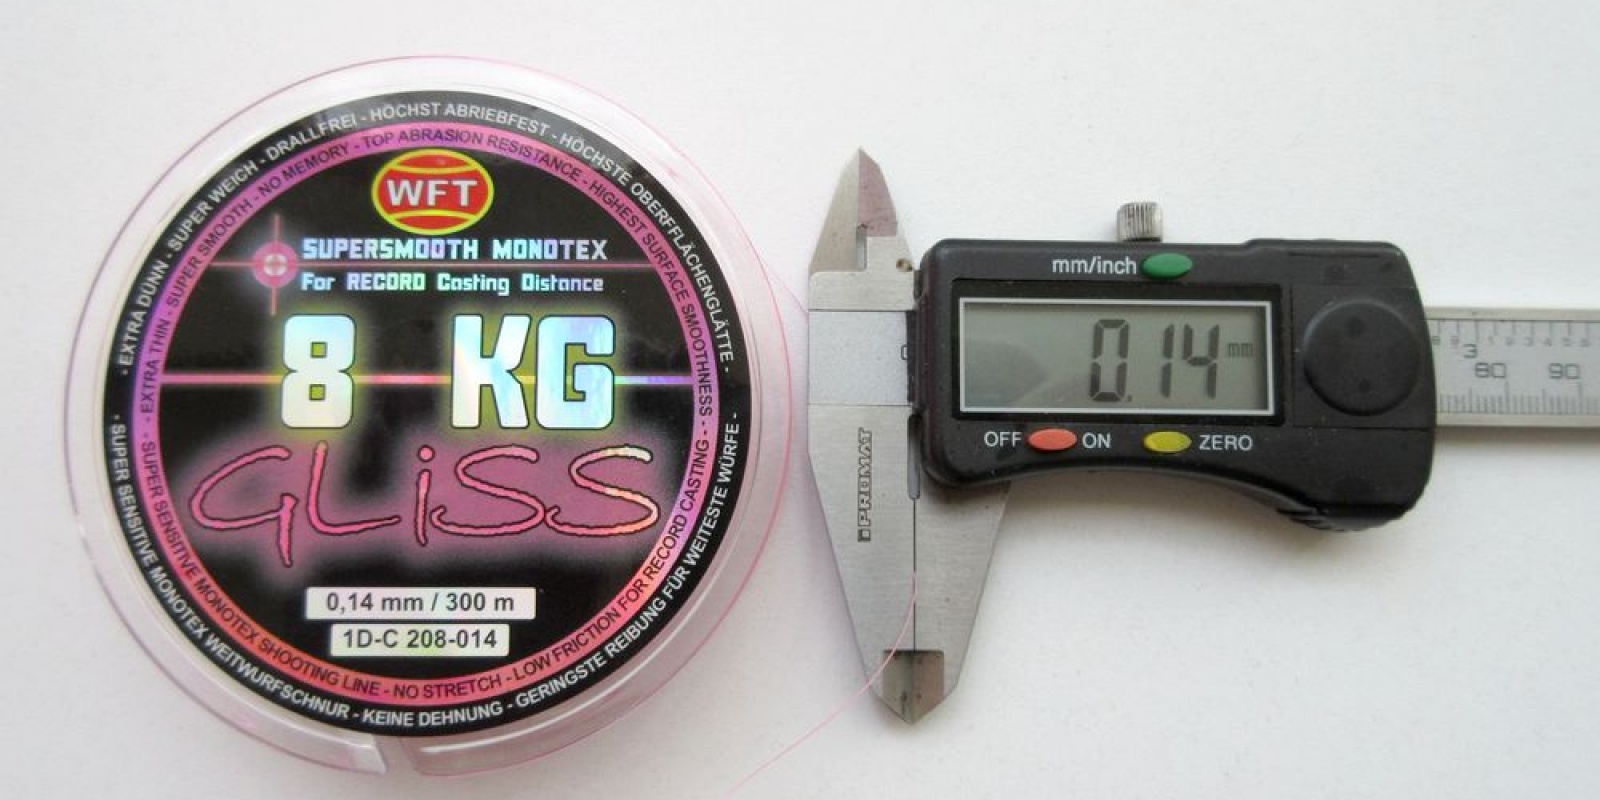 - EXTRA DÜNN - SUPER WEICH - DRALLFREI - HÖCHST ABRIEBFEST - HÖCHSTE OBERFFLÄCHENGLÄTTE -
- EXTRA THIN - SUPER SMOOTH - NO MEMORY - TOP ABRASION RESISTANCE - HIGHEST SURFACE SMOOTHNESS -
WFT
SUPERSMOOTH MONOTEX
For RECORD Casting Distance
8 KG
GLiSS
0,14 mm / 300 m
1D-C 208-014
- SUPER SENSITIVE MONOTEX SHOOTING LINE - NO STRETCH - LOW FRICTION FOR RECORD CASTING -
- SUPER SENSITIVE MONOTEX WEITWURFSCHNUR - KEINE DEHNUNG - GERINGSTE REIBUNG FÜR WEITESTE WÜRFE -
PROMAT
mm/inch
0.14 mm
OFF ON ZERO
3
80 90